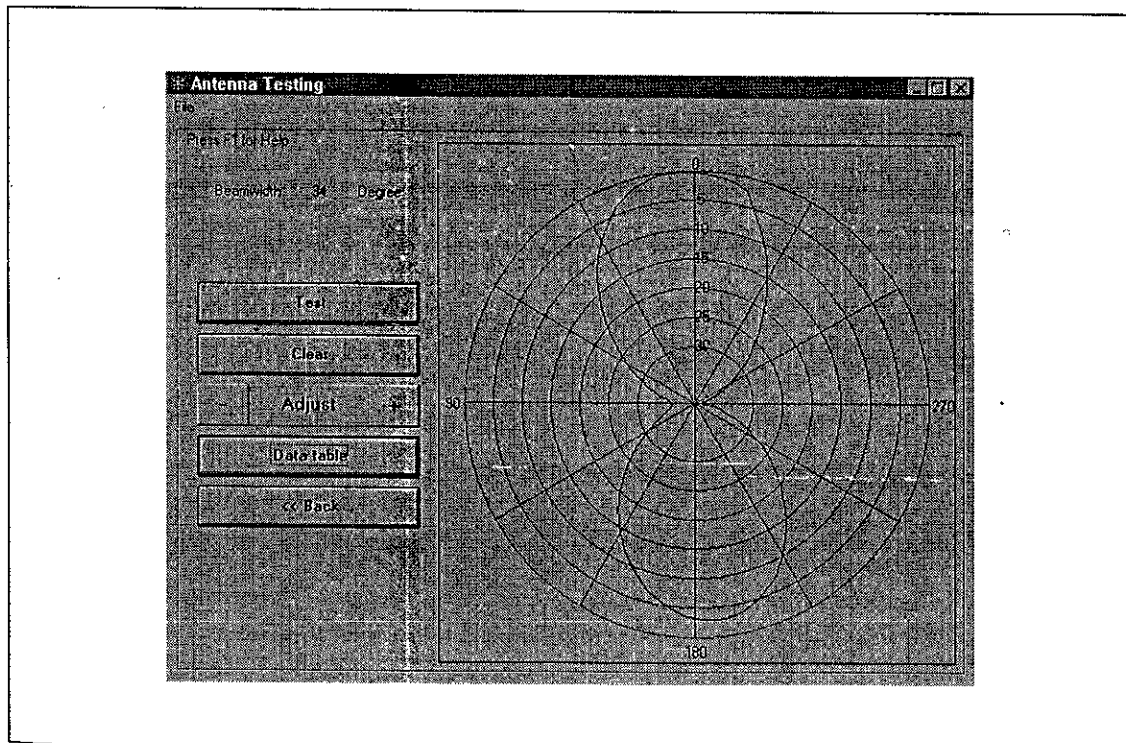 Antenna Testing
File
Press F1 for Help
Beamwidth 34 Degree
Test
Clear
- Adjust +
Data table
<< Back
0
5
10
15
20
25
30
90
270
180